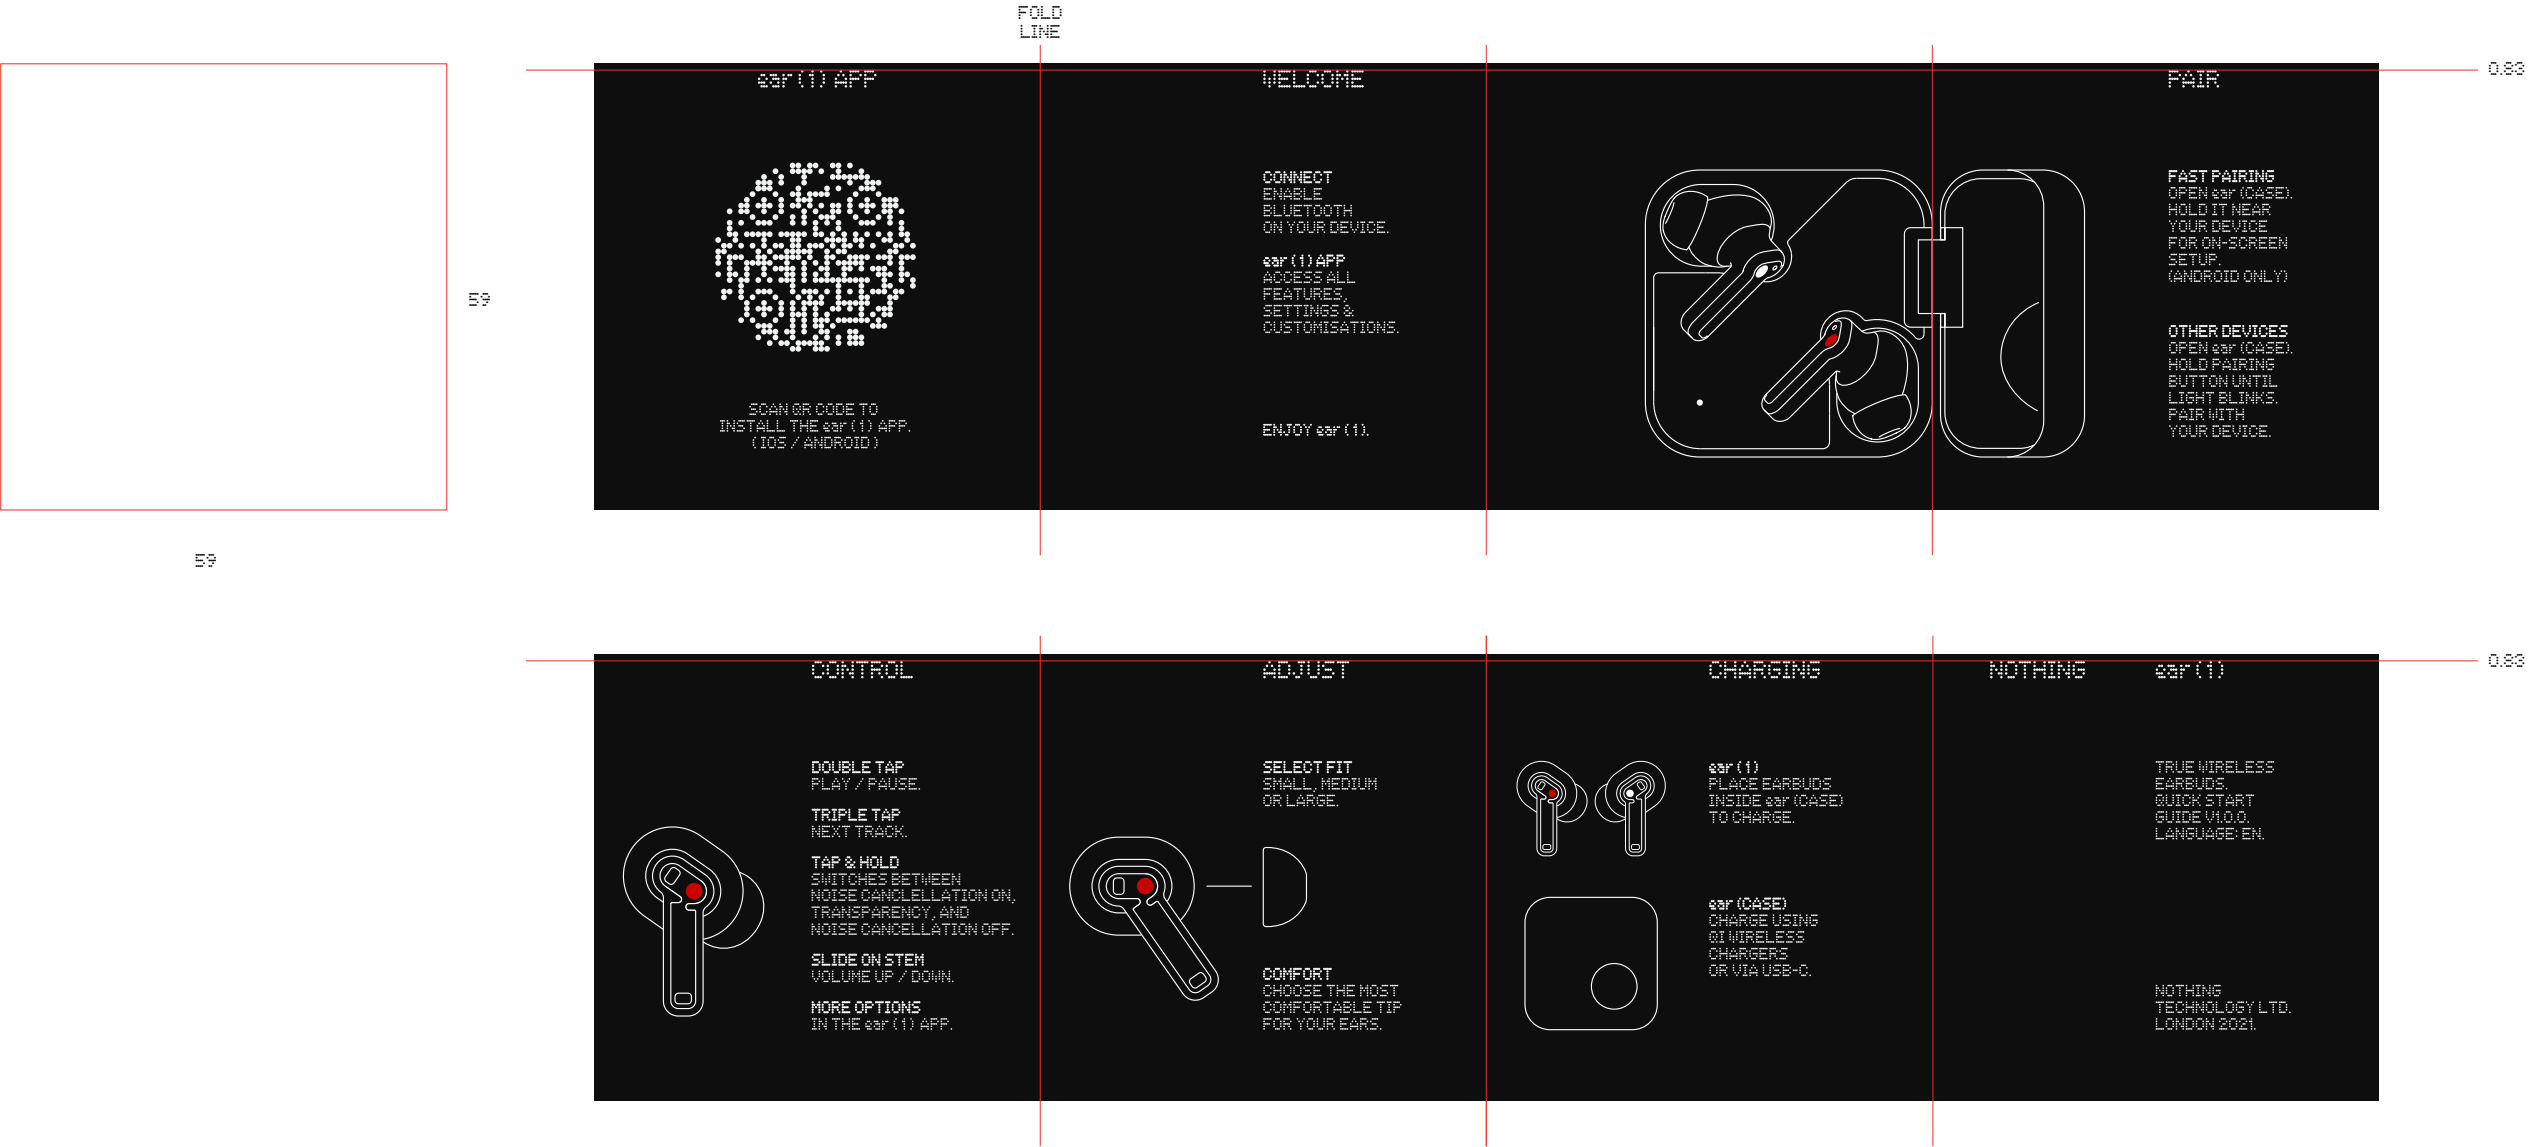 FOLD
LINE
0.83
ear (1) APP
SCAN QR CODE TO
INSTALL THE ear (1) APP.
( IOS / ANDROID )
WELCOME
CONNECT
ENABLE
BLUETOOTH
ON YOUR DEVICE.
ear (1) APP
ACCESS ALL
FEATURES,
SETTINGS &
CUSTOMISATIONS.
ENJOY ear (1).
PAIR
FAST PAIRING
OPEN ear (CASE).
HOLD IT NEAR
YOUR DEVICE
FOR ON-SCREEN
SETUP.
(ANDROID ONLY)
OTHER DEVICES
OPEN ear (CASE).
HOLD PAIRING
BUTTON UNTIL
LIGHT BLINKS.
PAIR WITH
YOUR DEVICE.
59
59
0.83
CONTROL
DOUBLE TAP
PLAY / PAUSE.
TRIPLE TAP
NEXT TRACK.
TAP & HOLD
SWITCHES BETWEEN
NOISE CANCLELLATION ON,
TRANSPARENCY, AND
NOISE CANCELLATION OFF.
SLIDE ON STEM
VOLUME UP / DOWN.
MORE OPTIONS
IN THE ear (1) APP.
ADJUST
SELECT FIT
SMALL, MEDIUM
OR LARGE.
COMFORT
CHOOSE THE MOST
COMFORTABLE TIP
FOR YOUR EARS.
CHARGING
ear (1)
PLACE EARBUDS
INSIDE ear (CASE)
TO CHARGE.
ear (CASE)
CHARGE USING
QI WIRELESS
CHARGERS
OR VIA USB-C.
NOTHING
ear (1)
TRUE WIRELESS
EARBUDS.
QUICK START
GUIDE V1.0.0.
LANGUAGE: EN.
NOTHING
TECHNOLOGY LTD.
LONDON 2021.